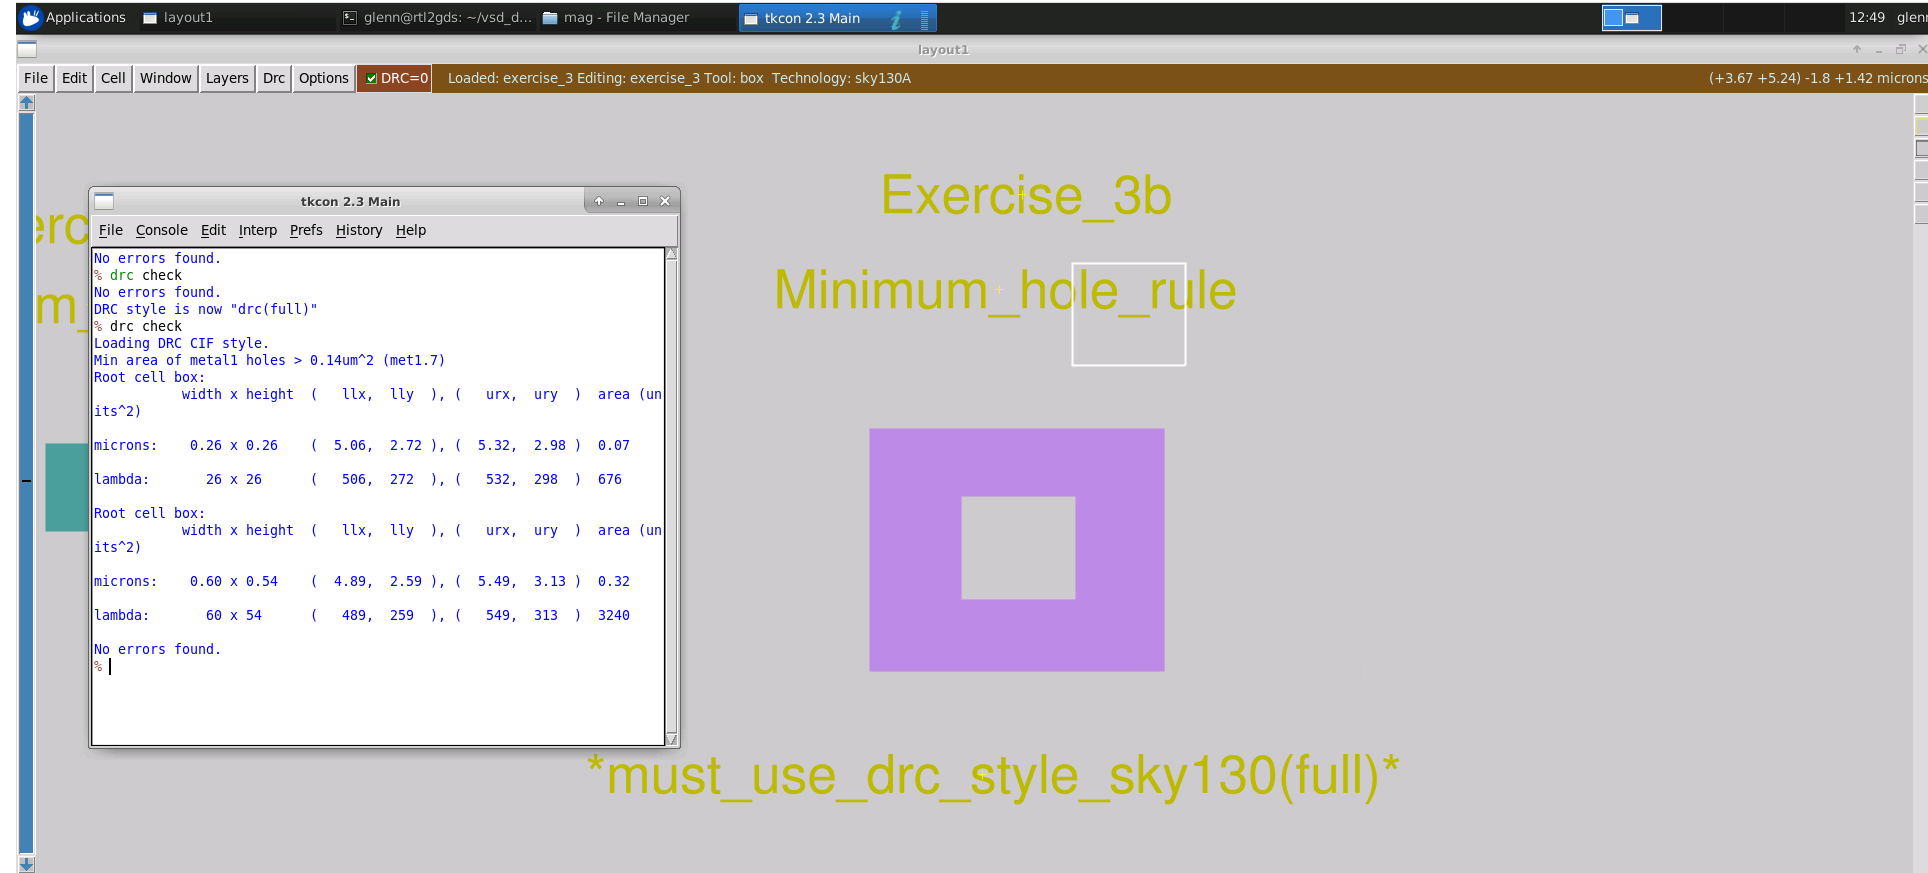 Applications layout1 glenn@rtl2gds: ~/vsd_d... mag - File Manager tkcon 2.3 Main 12:49 glenn
layout1
File Edit Cell Window Layers Drc Options DRC=0 Loaded: exercise_3 Editing: exercise_3 Tool: box Technology: sky130A (+3.67 +5.24) -1.8 +1.42 microns
Exercise_3b
Minimum_hole_rule
tkcon 2.3 Main
File Console Edit Interp Prefs History Help
No errors found.
% drc check
No errors found.
DRC style is now "drc(full)"
% drc check
Loading DRC CIF style.
Min area of metal1 holes > 0.14um^2 (met1.7)
Root cell box:
width x height ( llx, lly ), ( urx, ury ) area (un
its^2)
microns: 0.26 x 0.26 ( 5.06, 2.72 ), ( 5.32, 2.98 ) 0.07
lambda: 26 x 26 ( 506, 272 ), ( 532, 298 ) 676
Root cell box:
width x height ( llx, lly ), ( urx, ury ) area (un
its^2)
microns: 0.60 x 0.54 ( 4.89, 2.59 ), ( 5.49, 3.13 ) 0.32
lambda: 60 x 54 ( 489, 259 ), ( 549, 313 ) 3240
No errors found.
%
*must_use_drc_style_sky130(full)*